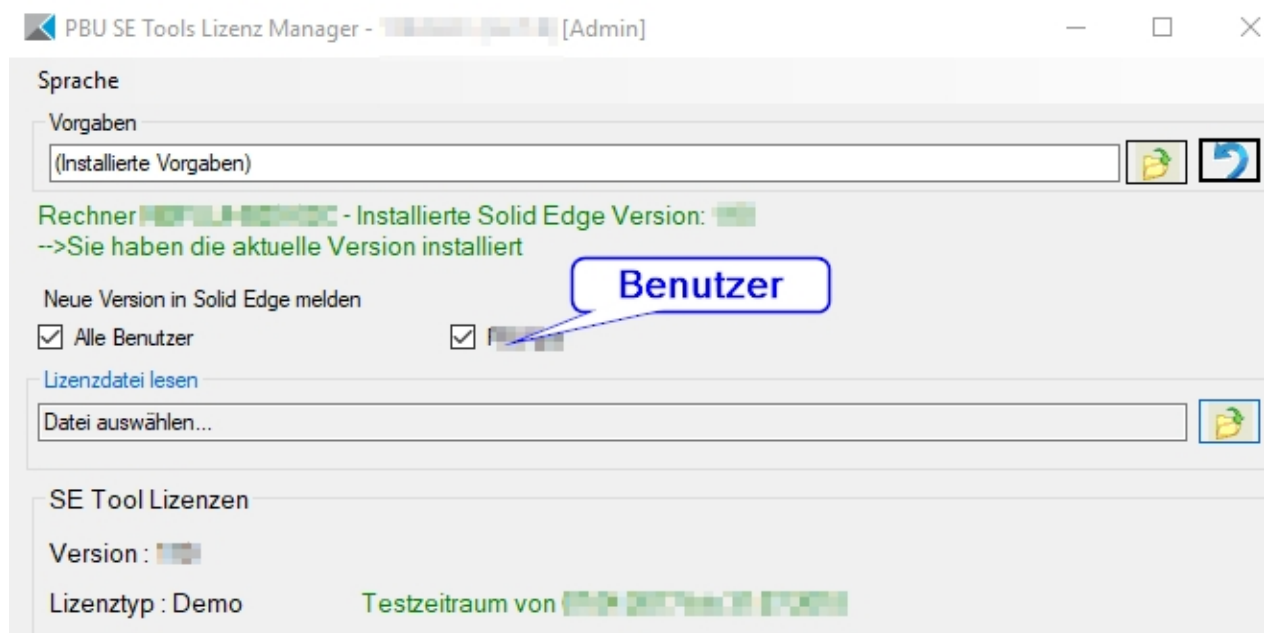 PBU SE Tools Lizenz Manager - [Admin]
Sprache
Vorgaben
(Installierte Vorgaben)
Rechner - Installierte Solid Edge Version:
-->Sie haben die aktuelle Version installiert
Benutzer
Neue Version in Solid Edge melden
Alle Benutzer
Lizenzdatei lesen
Datei auswählen...
SE Tool Lizenzen
Version :
Lizenztyp : Demo Testzeitraum von